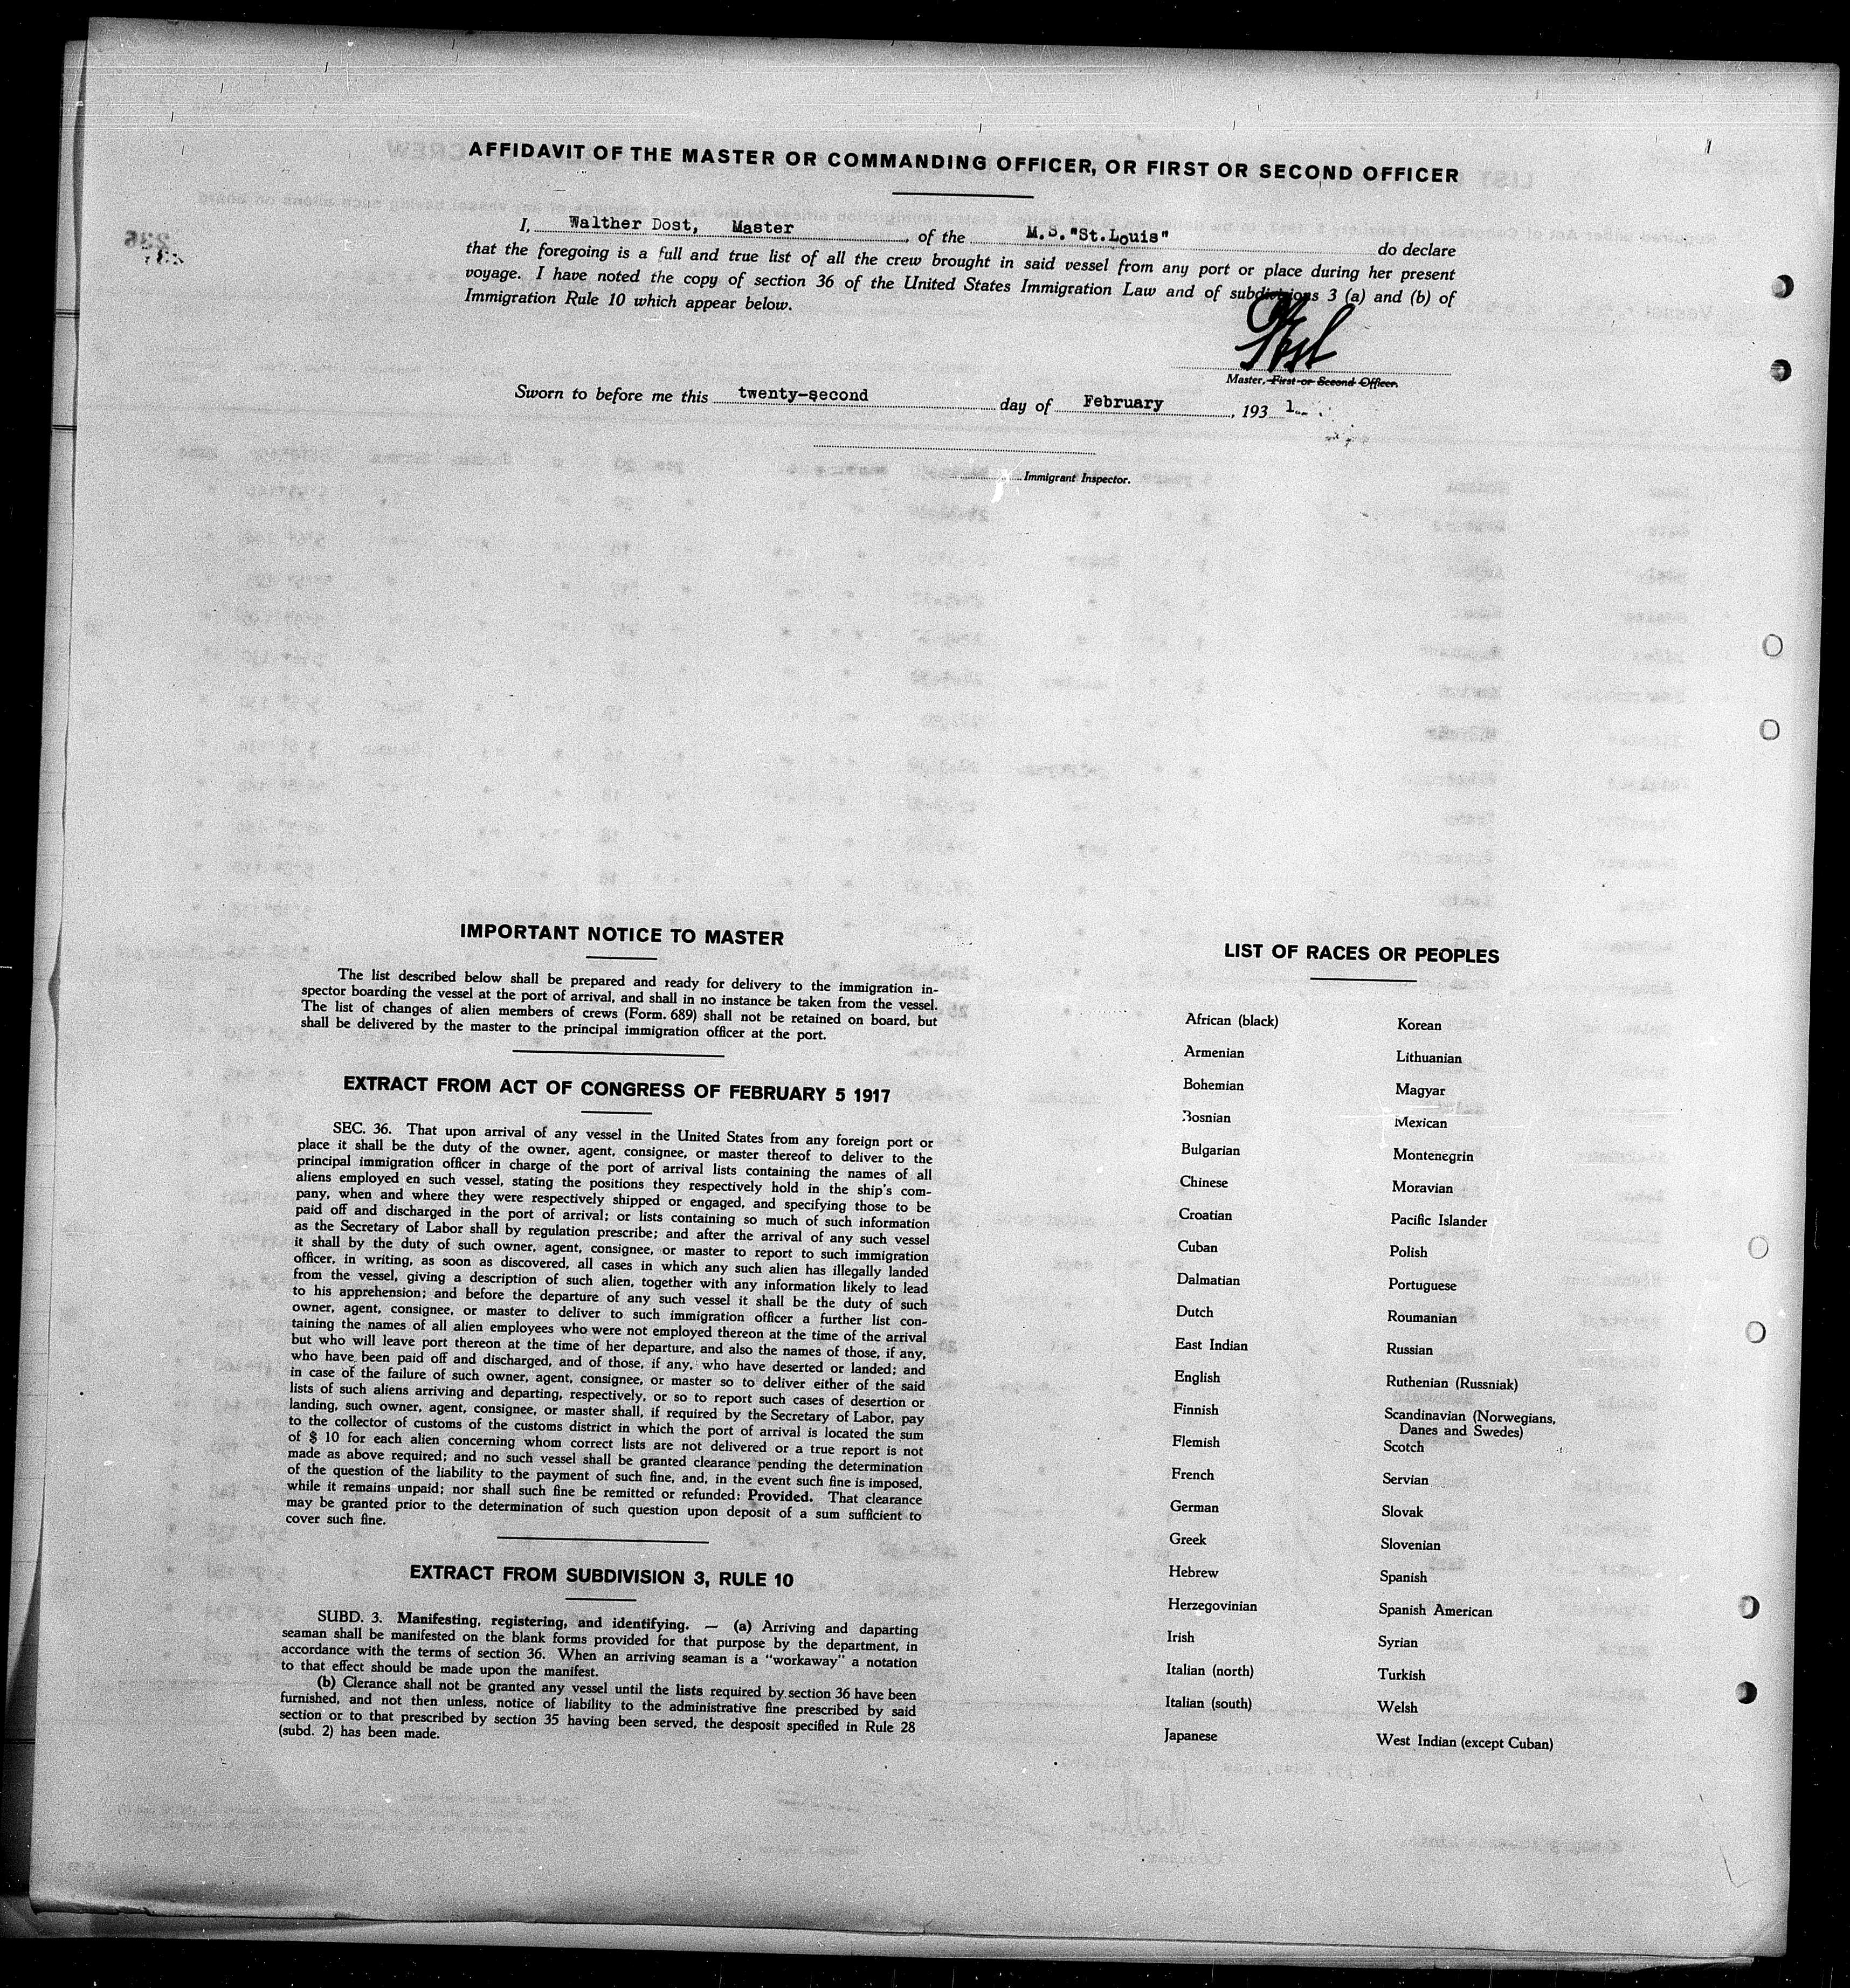 AFFIDAVIT OF THE MASTER OR COMMANDING OFFICER, OR FIRST OR SECOND OFFICER
I, Walther Dost, Master, of the M.S."St.Louis" do declare
that the foregoing is a full and true list of all the crew brought in said vessel from any port or place during her present
voyage. I have noted the copy of section 36 of the United States Immigration Law and of subdivisions 3 (a) and (b) of
Immigration Rule 10 which appear below.
Master, First or Second Officer.
Sworn to before me this twenty-second day of February, 193 1
Immigrant Inspector.
IMPORTANT NOTICE TO MASTER
The list described below shall be prepared and ready for delivery to the immigration in-
spector boarding the vessel at the port of arrival, and shall in no instance be taken from the vessel.
The list of changes of alien members of crews (Form. 689) shall not be retained on board, but
shall be delivered by the master to the principal immigration officer at the port.
EXTRACT FROM ACT OF CONGRESS OF FEBRUARY 5 1917
SEC. 36. That upon arrival of any vessel in the United States from any foreign port or
place it shall be the duty of the owner, agent, consignee, or master thereof to deliver to the
principal immigration officer in charge of the port of arrival lists containing the names of all
aliens employed en such vessel, stating the positions they respectively hold in the ship's com-
pany, when and where they were respectively shipped or engaged, and specifying those to be
paid off and discharged in the port of arrival; or lists containing so much of such information
as the Secretary of Labor shall by regulation prescribe; and after the arrival of any such vessel
it shall by the duty of such owner, agent, consignee, or master to report to such immigration
officer, in writing, as soon as discovered, all cases in which any such alien has illegally landed
from the vessel, giving a description of such alien, together with any information likely to lead
to his apprehension; and before the departure of any such vessel it shall be the duty of such
owner, agent, consignee, or master to deliver to such immigration officer a further list con-
taining the names of all alien employees who were not employed thereon at the time of the arrival
but who will leave port thereon at the time of her departure, and also the names of those, if any,
who have been paid off and discharged, and of those, if any, who have deserted or landed; and
in case of the failure of such owner, agent, consignee, or master so to deliver either of the said
lists of such aliens arriving and departing, respectively, or so to report such cases of desertion or
landing, such owner, agent, consignee, or master shall, if required by the Secretary of Labor, pay
to the collector of customs of the customs district in which the port of arrival is located the sum
of $ 10 for each alien concerning whom correct lists are not delivered or a true report is not
made as above required; and no such vessel shall be granted clearance pending the determination
of the question of the liability to the payment of such fine, and, in the event such fine is imposed,
while it remains unpaid; nor shall such fine be remitted or refunded: Provided. That clearance
may be granted prior to the determination of such question upon deposit of a sum sufficient to
cover such fine.
EXTRACT FROM SUBDIVISION 3, RULE 10
SUBD. 3. Manifesting, registering, and identifying. — (a) Arriving and daparting
seaman shall be manifested on the blank forms provided for that purpose by the department, in
accordance with the terms of section 36. When an arriving seaman is a "workaway" a notation
to that effect should be made upon the manifest.
(b) Clerance shall not be granted any vessel until the lists required by section 36 have been
furnished, and not then unless, notice of liability to the administrative fine prescribed by said
section or to that prescribed by section 35 having been served, the desposit specified in Rule 28
(subd. 2) has been made.
LIST OF RACES OR PEOPLES
African (black)
Armenian
Bohemian
Bosnian
Bulgarian
Chinese
Croatian
Cuban
Dalmatian
Dutch
East Indian
English
Finnish
Flemish
French
German
Greek
Hebrew
Herzegovinian
Irish
Italian (north)
Italian (south)
Japanese
Korean
Lithuanian
Magyar
Mexican
Montenegrin
Moravian
Pacific Islander
Polish
Portuguese
Roumanian
Russian
Ruthenian (Russniak)
Scandinavian (Norwegians,
Danes and Swedes)
Scotch
Servian
Slovak
Slovenian
Spanish
Spanish American
Syrian
Turkish
Welsh
West Indian (except Cuban)